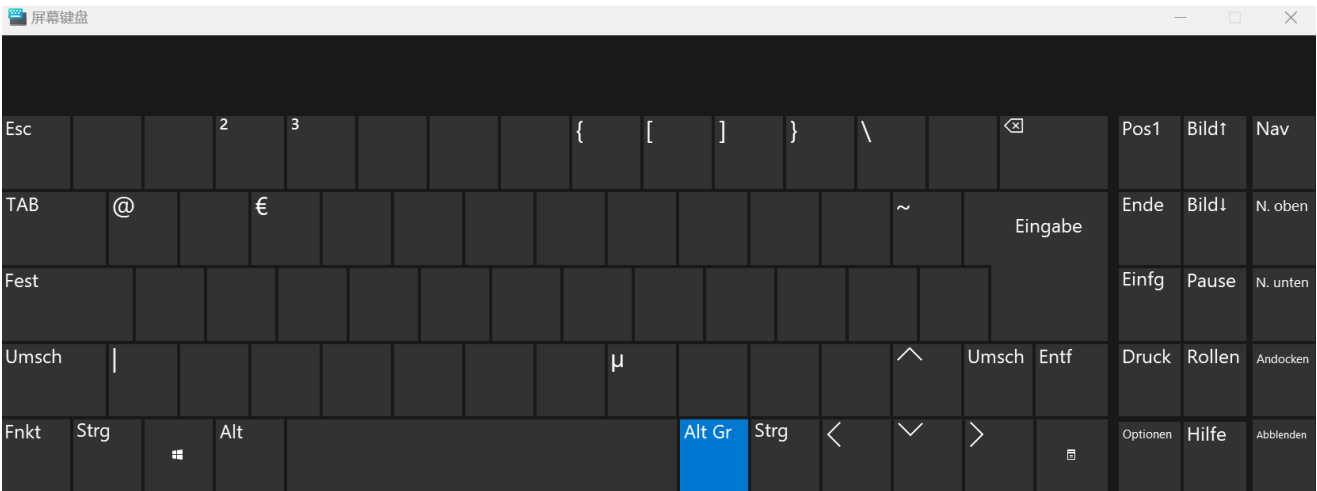 屏幕键盘
Esc ² ³ { [ ] } \ Pos1 Bild↑ Nav
TAB @ € ~ Eingabe Ende Bild↓ N. oben
Fest Einfg Pause N. unten
Umsch | µ Umsch Entf Druck Rollen Andocken
Fnkt Strg Alt Alt Gr Strg Optionen Hilfe Abblenden